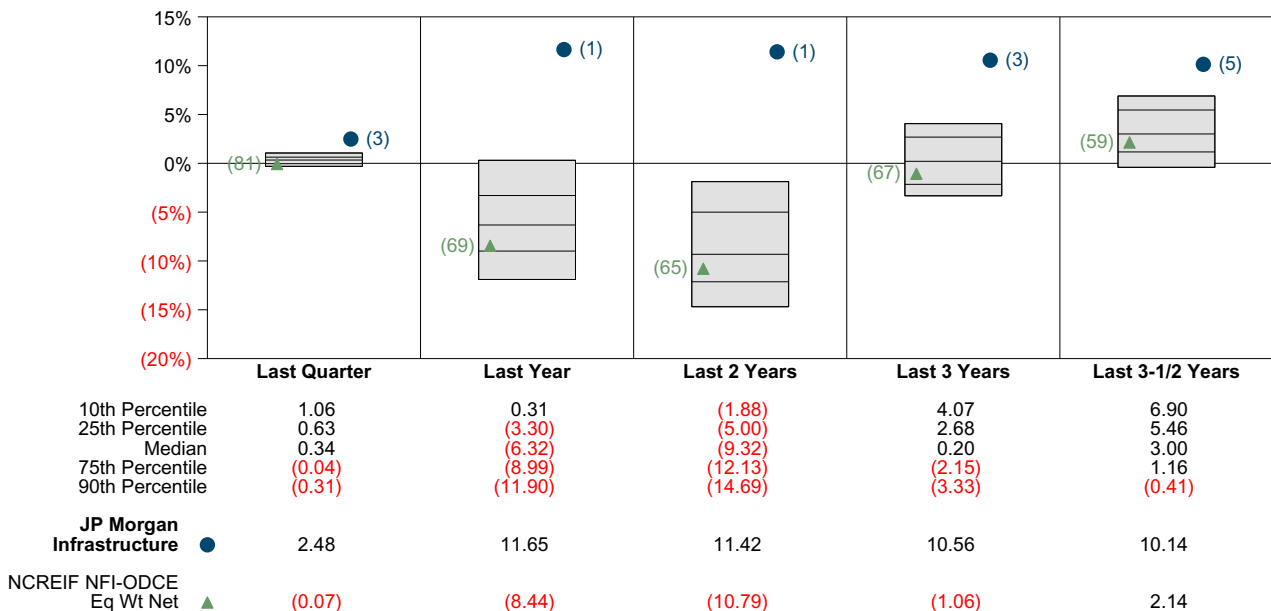 15%
10%
5%
0%
(5%)
(10%)
(15%)
(20%)
(3)
(81)
(1)
(69)
(1)
(65)
(3)
(67)
(5)
(59)
Last Quarter Last Year Last 2 Years Last 3 Years Last 3-1/2 Years
10th Percentile 1.06 0.31 (1.88) 4.07 6.90
25th Percentile 0.63 (3.30) (5.00) 2.68 5.46
Median 0.34 (6.32) (9.32) 0.20 3.00
75th Percentile (0.04) (8.99) (12.13) (2.15) 1.16
90th Percentile (0.31) (11.90) (14.69) (3.33) (0.41)
JP Morgan
Infrastructure 2.48 11.65 11.42 10.56 10.14
NCREIF NFI-ODCE
Eq Wt Net (0.07) (8.44) (10.79) (1.06) 2.14